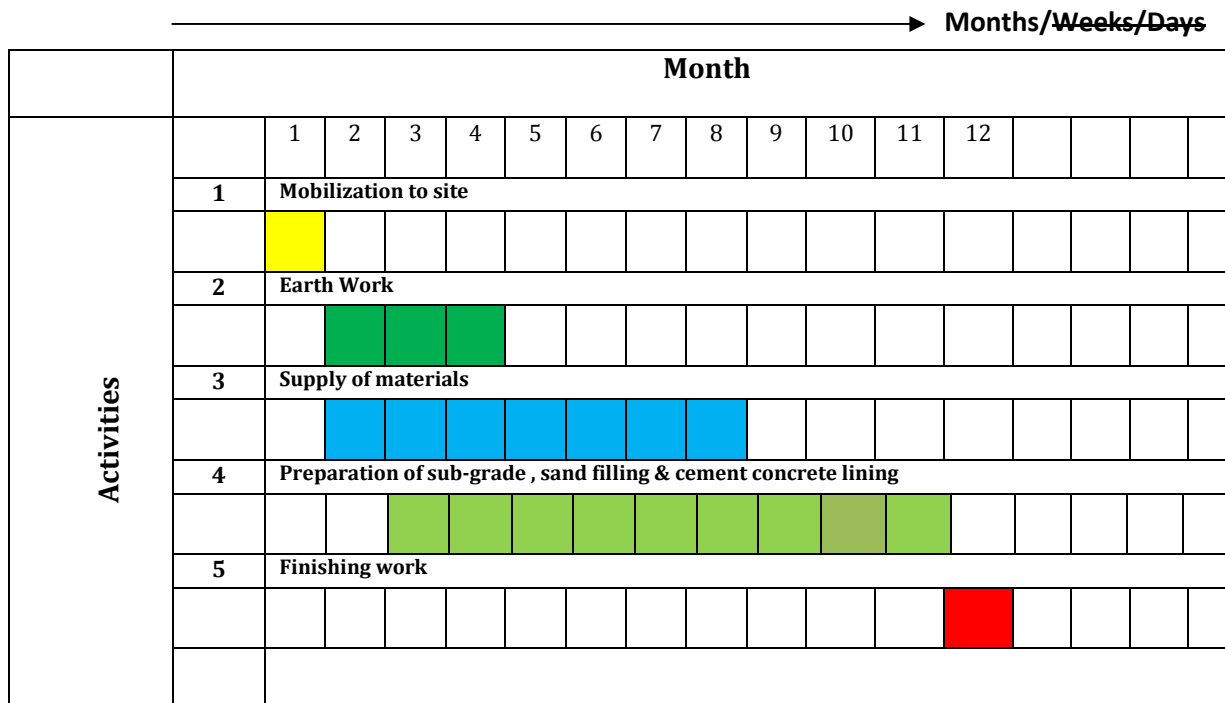 Months/Weeks/Days
Month
1 2 3 4 5 6 7 8 9 10 11 12
Activities
1 Mobilization to site
2 Earth Work
3 Supply of materials
4 Preparation of sub-grade , sand filling & cement concrete lining
5 Finishing work